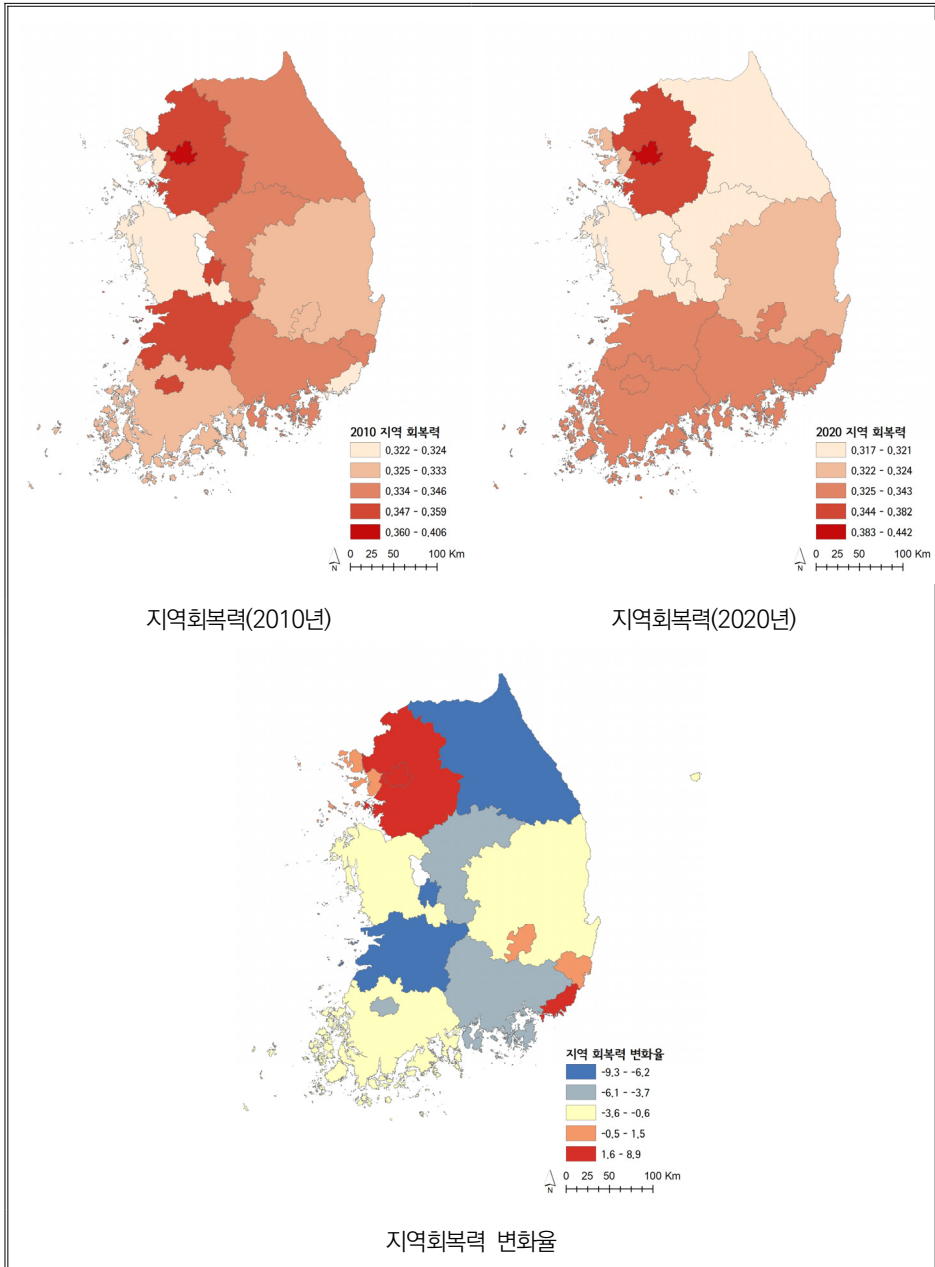 2010 지역 회복력
0.322 - 0.324
0.325 - 0.333
0.334 - 0.346
0.347 - 0.359
0.360 - 0.406
N
0 25 50 100 Km
지역회복력(2010년)
2020 지역 회복력
0.317 - 0.321
0.322 - 0.324
0.325 - 0.343
0.344 - 0.382
0.383 - 0.442
N
0 25 50 100 Km
지역회복력(2020년)
지역 회복력 변화율
-9.3 - -6.2
-6.1 - -3.7
-3.6 - -0.6
-0.5 - 1.5
1.6 - 8.9
N
0 25 50 100 Km
지역회복력 변화율